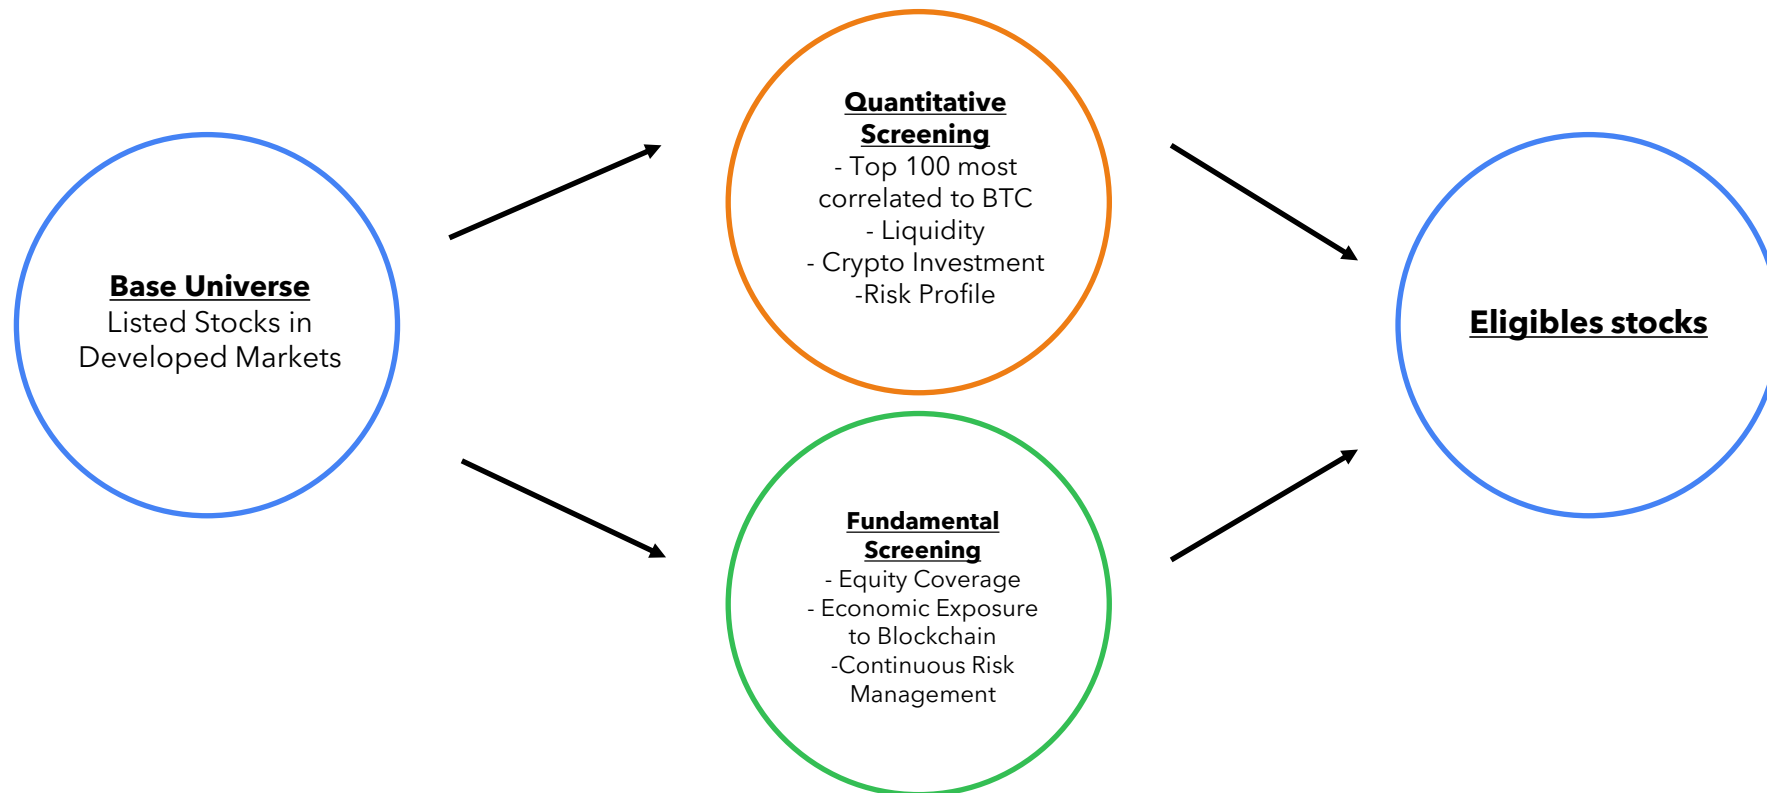 Base Universe
Listed Stocks in
Developed Markets
Quantitative
Screening
- Top 100 most
correlated to BTC
- Liquidity
- Crypto Investment
-Risk Profile
Fundamental
Screening
- Equity Coverage
- Economic Exposure
to Blockchain
-Continuous Risk
Management
Eligibles stocks